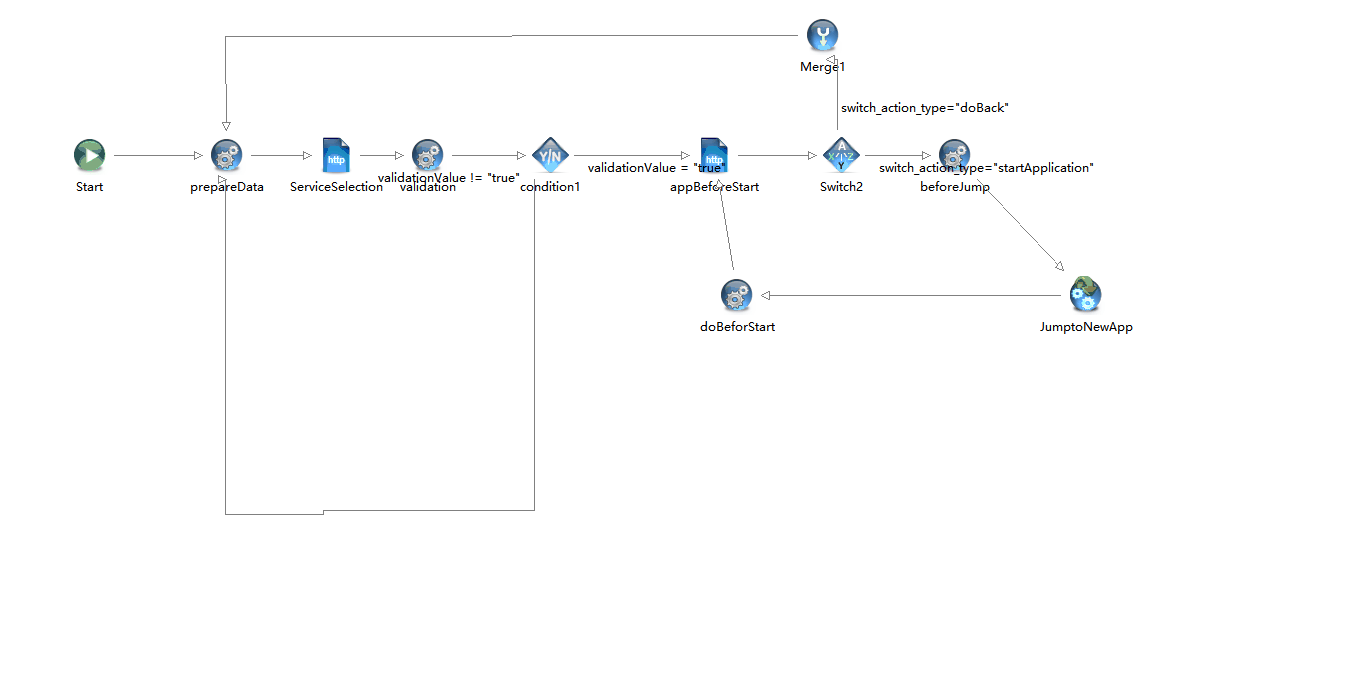 Merge1
switch_action_type="doBack"
http
Y/N
http
A
X/1/Z
Y
validationValue != "true"
validationValue = "true"
switch_action_type="startApplication"
Start
prepareData
ServiceSelection
validation
condition1
appBeforeStart
Switch2
beforeJump
doBeforStart
JumptoNewApp